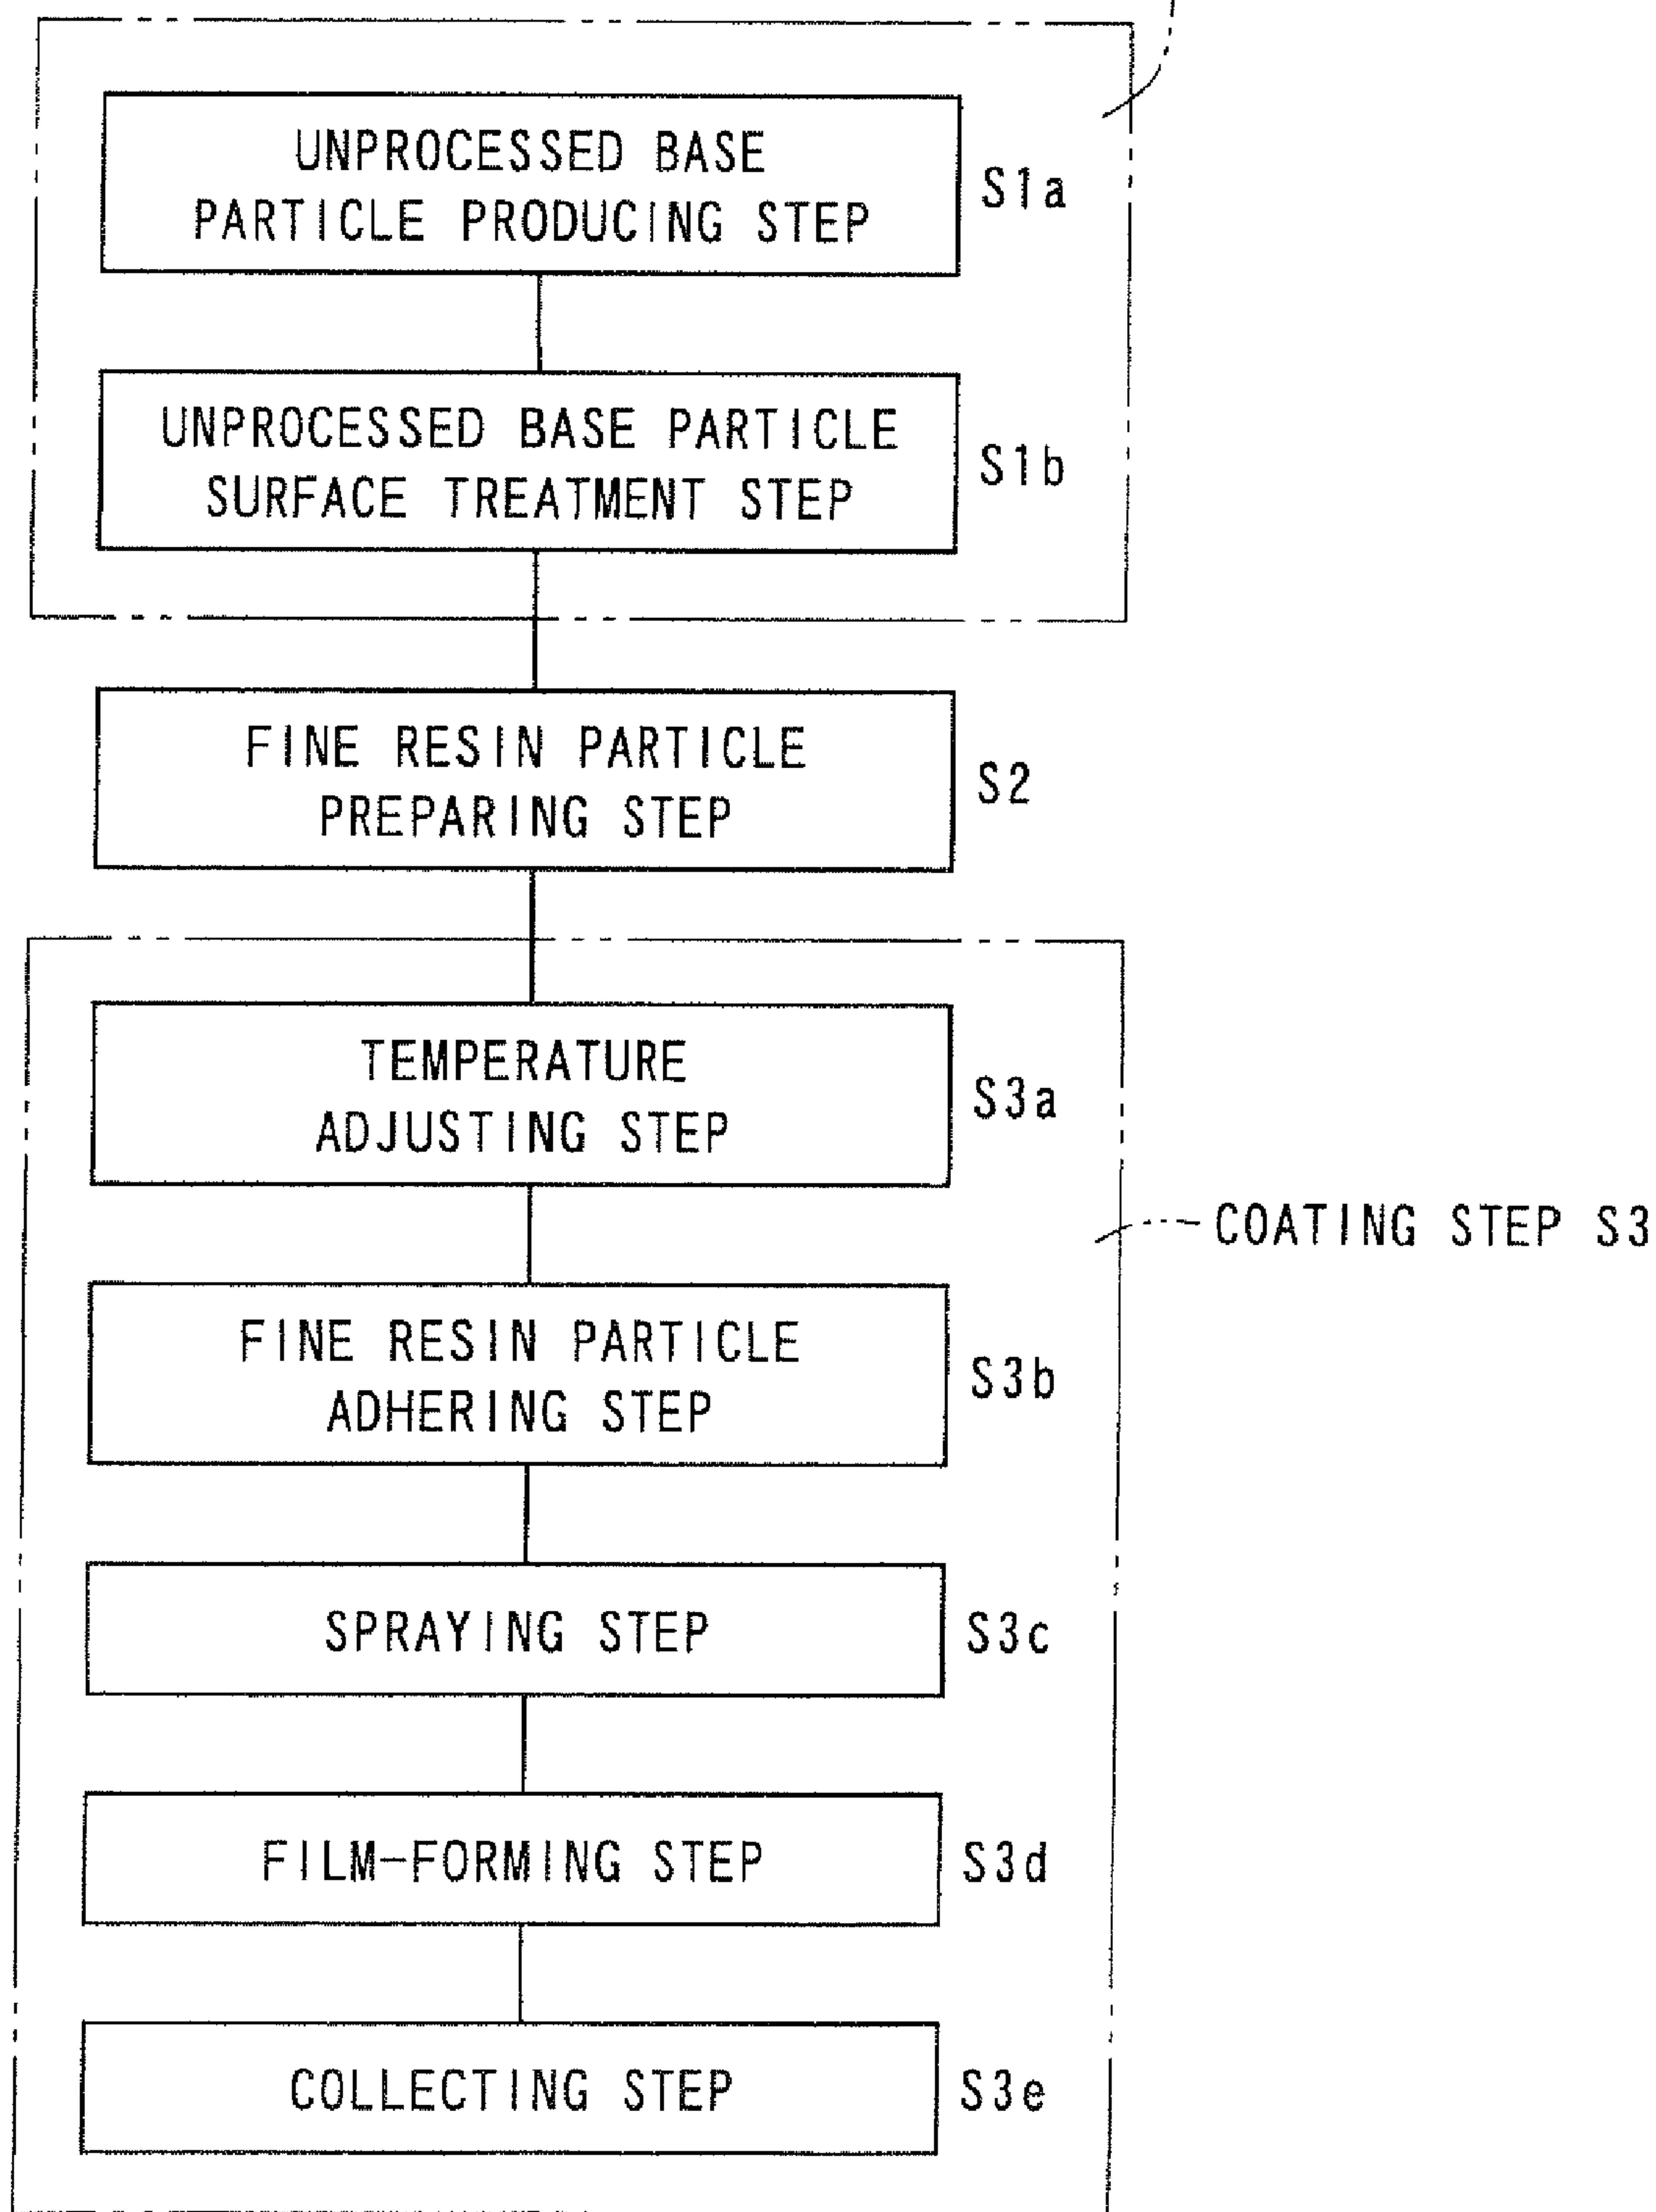 UNPROCESSED BASE
PARTICLE PRODUCING STEP
S1a
UNPROCESSED BASE PARTICLE
SURFACE TREATMENT STEP
S1b
FINE RESIN PARTICLE
PREPARING STEP
S2
TEMPERATURE
ADJUSTING STEP
S3a
COATING STEP S3
FINE RESIN PARTICLE
ADHERING STEP
S3b
SPRAYING STEP
S3c
FILM-FORMING STEP
S3d
COLLECTING STEP
S3e